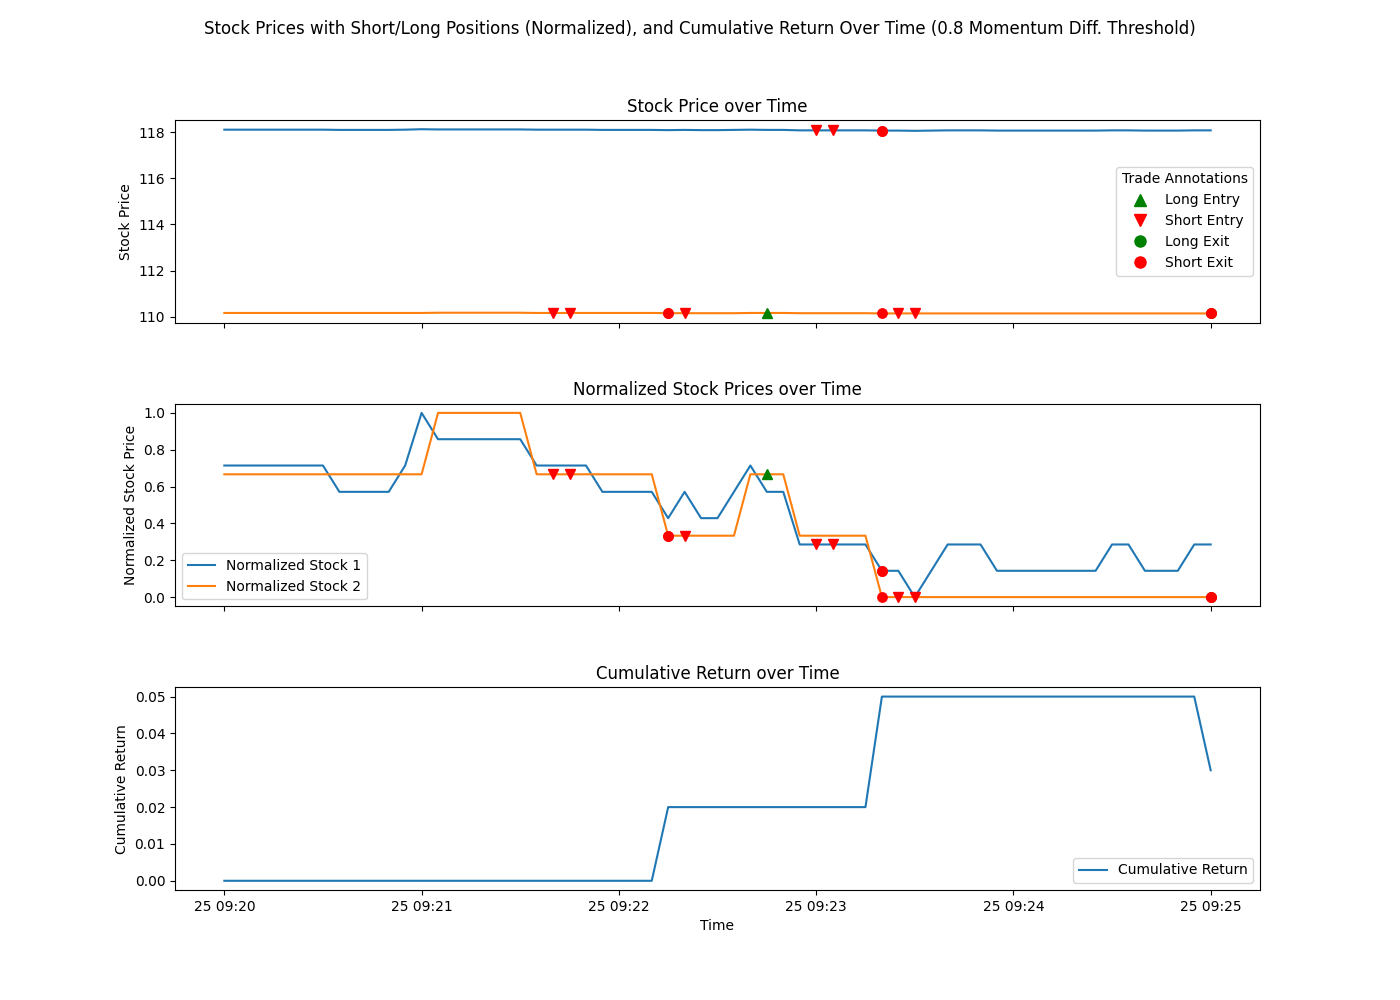 Stock Prices with Short/Long Positions (Normalized), and Cumulative Return Over Time (0.8 Momentum Diff. Threshold)
Stock Price over Time
Stock Price
118
116
114
112
110
Trade Annotations
Long Entry
Short Entry
Long Exit
Short Exit
Normalized Stock Prices over Time
Normalized Stock Price
1.0
0.8
0.6
0.4
0.2
0.0
Normalized Stock 1
Normalized Stock 2
Cumulative Return over Time
Cumulative Return
0.05
0.04
0.03
0.02
0.01
0.00
Cumulative Return
25 09:20 25 09:21 25 09:22 25 09:23 25 09:24 25 09:25
Time